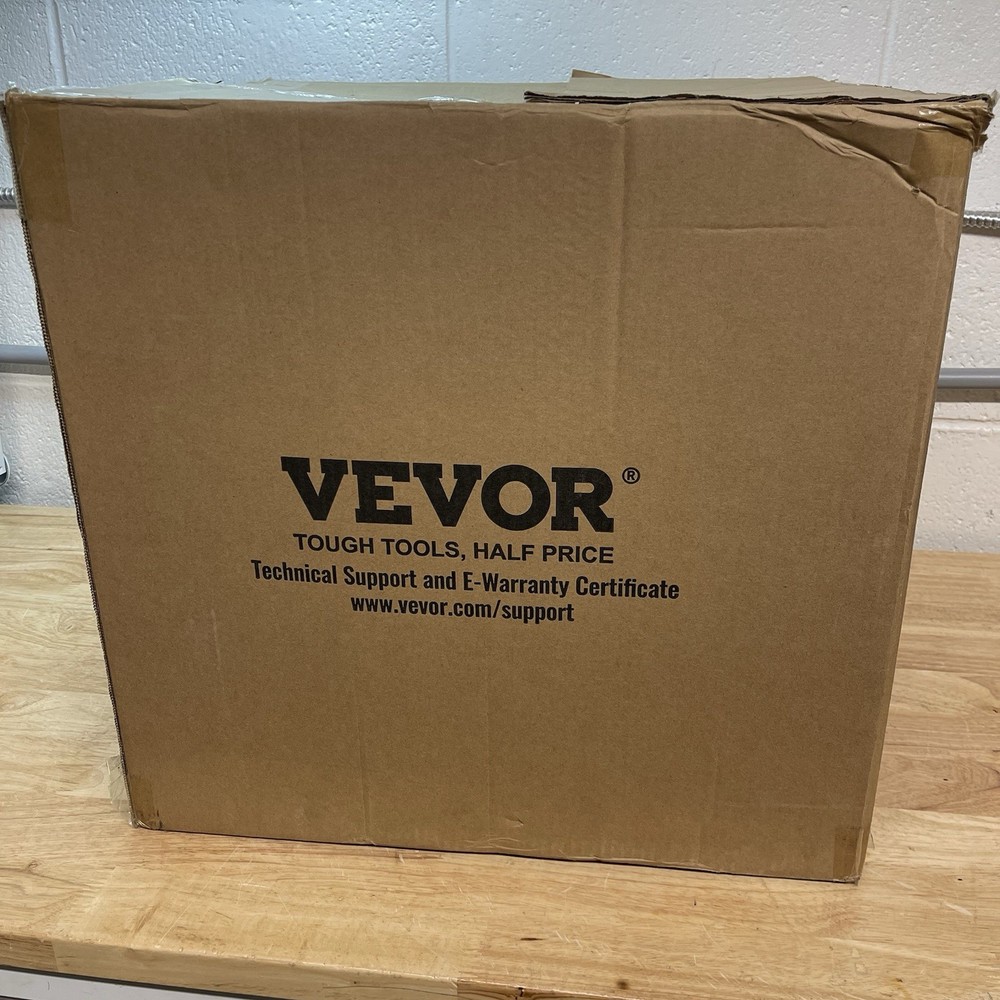 VEVOR®
TOUGH TOOLS, HALF PRICE
Technical Support and E-Warranty Certificate
www.vevor.com/support